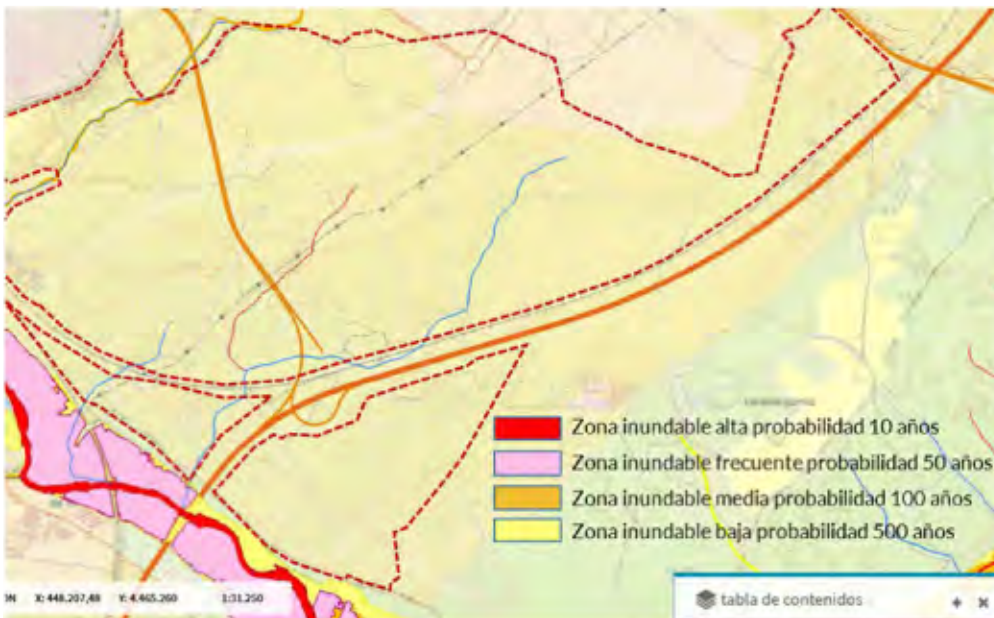 Zona inundable alta probabilidad 10 años
Zona inundable frecuente probabilidad 50 años
Zona inundable media probabilidad 100 años
Zona inundable baja probabilidad 500 años
X: 448.207,48 Y: 4.465.260 1:31.250
tabla de contenidos